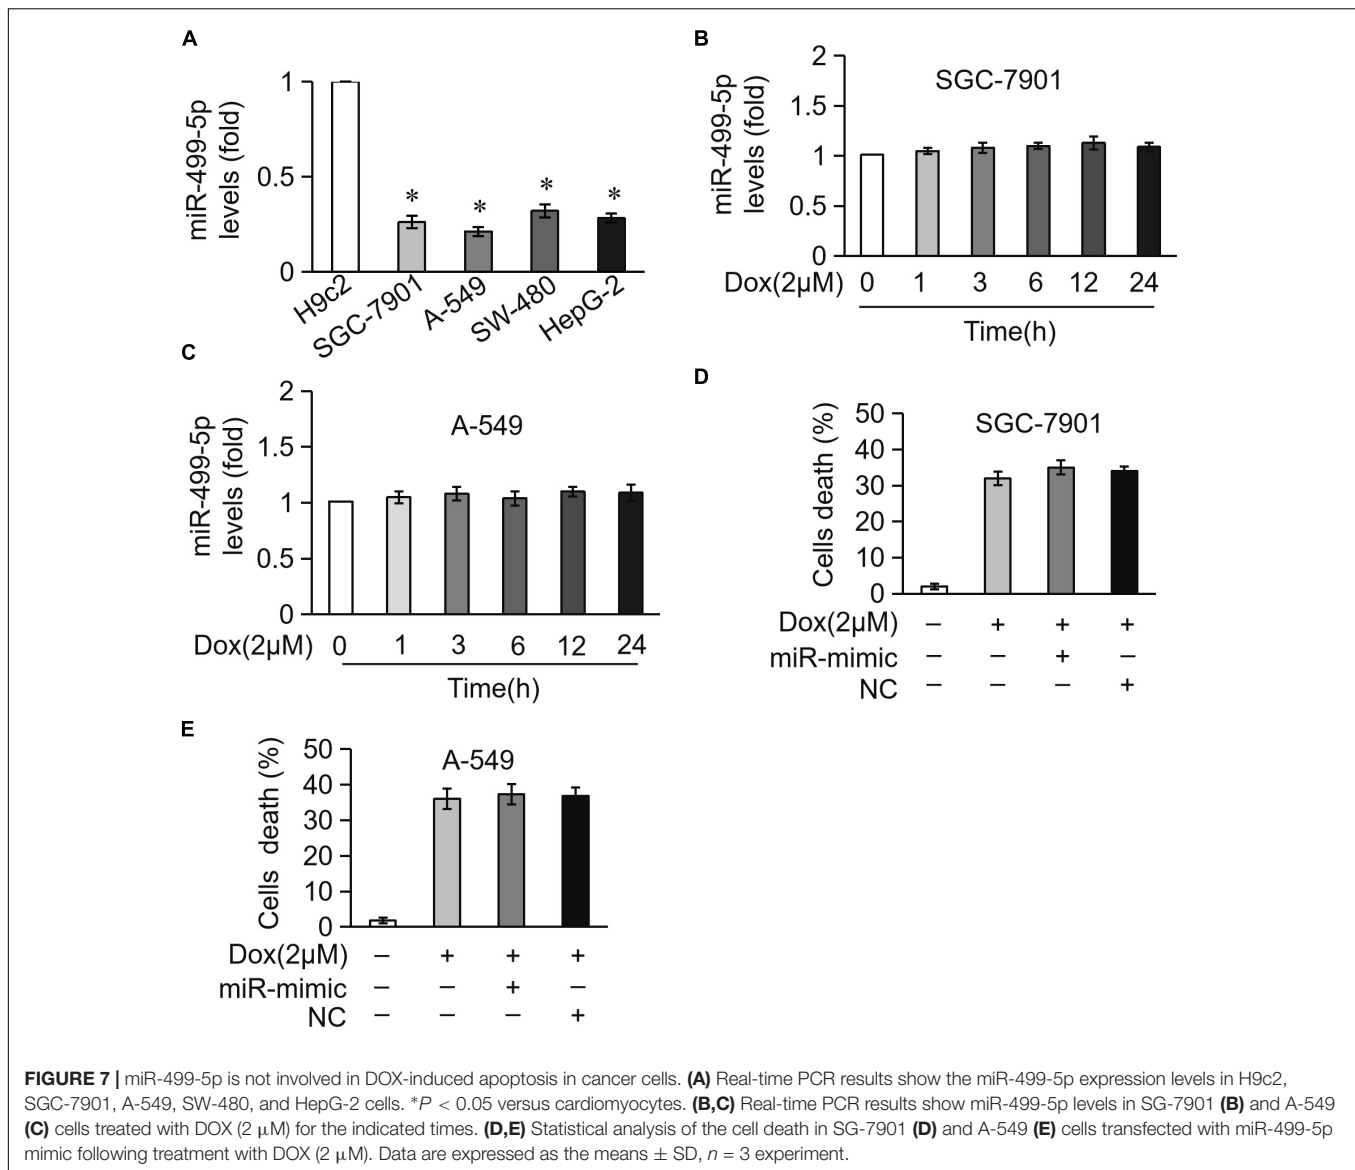 A
miR-499-5p
levels (fold)
1
0.5
0
*
*
*
*
H9c2
SGC-7901
A-549
SW-480
HepG-2
B
miR-499-5p
levels (fold)
SGC-7901
2
1.5
1
0.5
0
Dox(2µM) 0 1 3 6 12 24
Time(h)
C
miR-499-5p
levels (fold)
A-549
2
1.5
1
0.5
0
Dox(2µM) 0 1 3 6 12 24
Time(h)
D
Cells death (%)
SGC-7901
50
40
30
20
10
0
Dox(2µM) – + + +
miR-mimic – – + –
NC – – – +
E
Cells death (%)
A-549
50
40
30
20
10
0
Dox(2µM) – + + +
miR-mimic – – + –
NC – – – +
FIGURE 7 | miR-499-5p is not involved in DOX-induced apoptosis in cancer cells. (A) Real-time PCR results show the miR-499-5p expression levels in H9c2,
SGC-7901, A-549, SW-480, and HepG-2 cells. *P < 0.05 versus cardiomyocytes. (B,C) Real-time PCR results show miR-499-5p levels in SG-7901 (B) and A-549
(C) cells treated with DOX (2 µM) for the indicated times. (D,E) Statistical analysis of the cell death in SG-7901 (D) and A-549 (E) cells transfected with miR-499-5p
mimic following treatment with DOX (2 µM). Data are expressed as the means ± SD, n = 3 experiment.